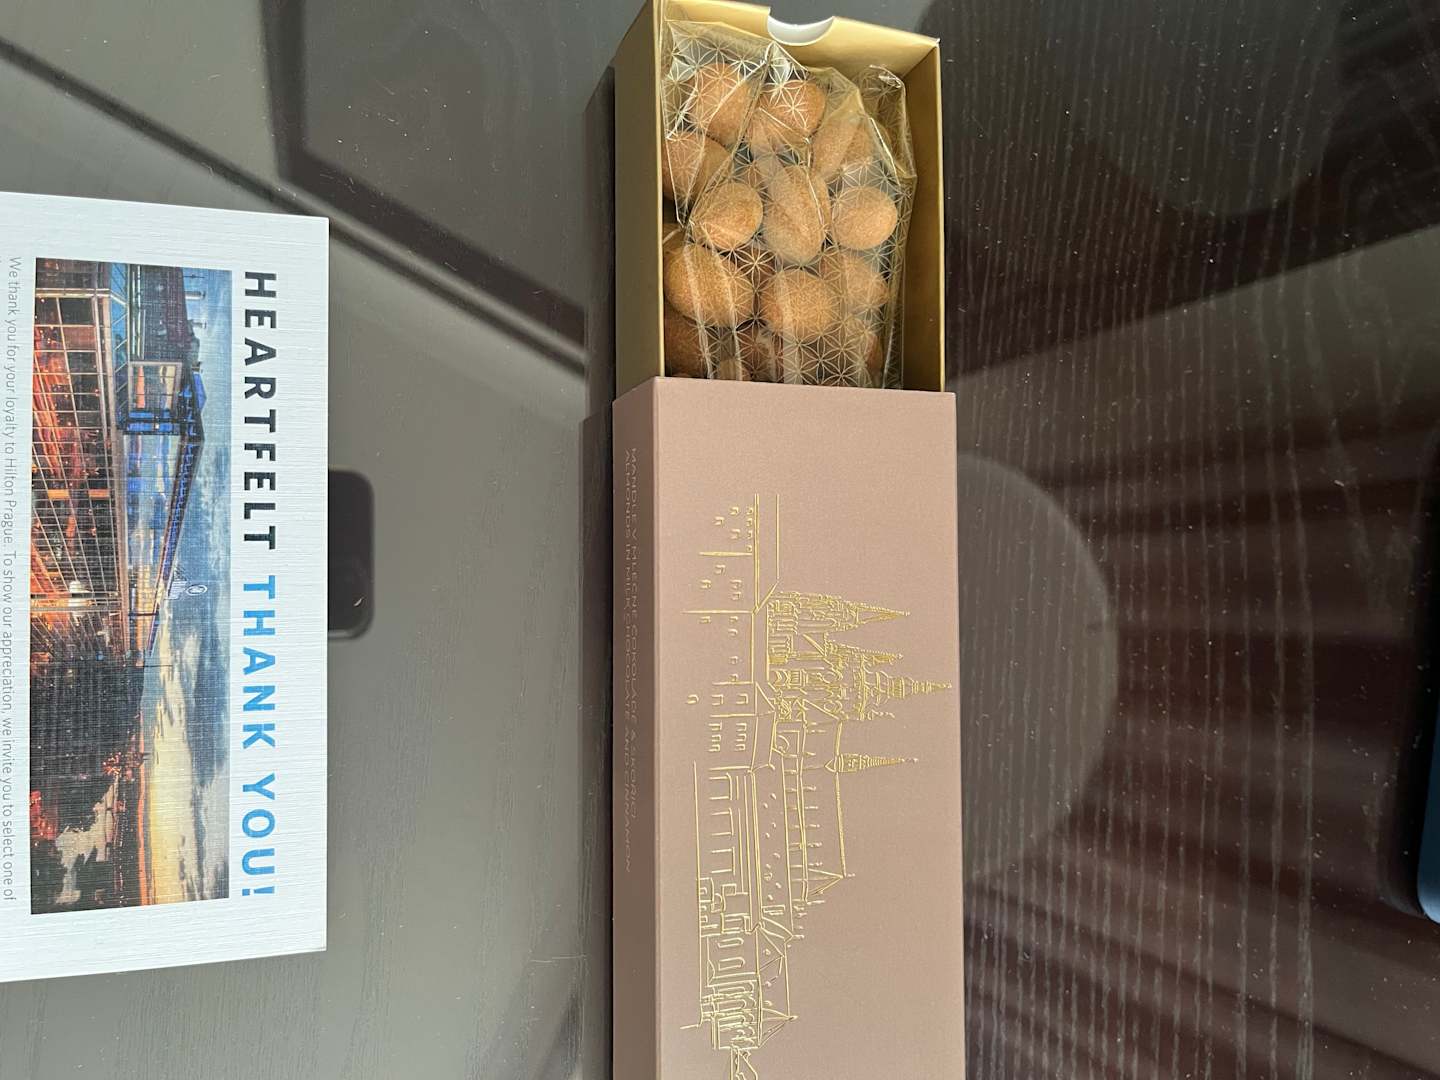 HEARTFELT THANK YOU!
We thank you for your loyalty to Hilton Prague. To show our appreciation, we invite you to select one of
MANDLE V MLÉČNÉ ČOKOLÁDĚ A SKOŘICI
ALMONDS IN MILK CHOCOLATE AND CINNAMON